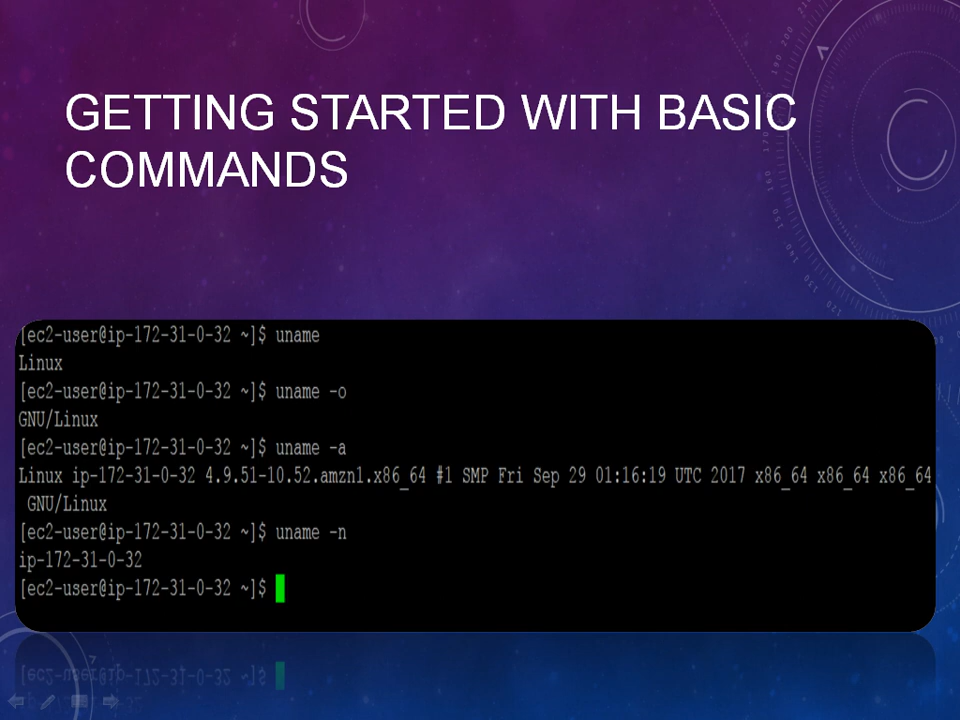 GETTING STARTED WITH BASIC
COMMANDS
[ec2-user@ip-172-31-0-32 ~]$ uname
Linux
[ec2-user@ip-172-31-0-32 ~]$ uname -o
GNU/Linux
[ec2-user@ip-172-31-0-32 ~]$ uname -a
Linux ip-172-31-0-32 4.9.51-10.52.amzn1.x86_64 #1 SMP Fri Sep 29 01:16:19 UTC 2017 x86_64 x86_64 x86_64
GNU/Linux
[ec2-user@ip-172-31-0-32 ~]$ uname -n
ip-172-31-0-32
[ec2-user@ip-172-31-0-32 ~]$